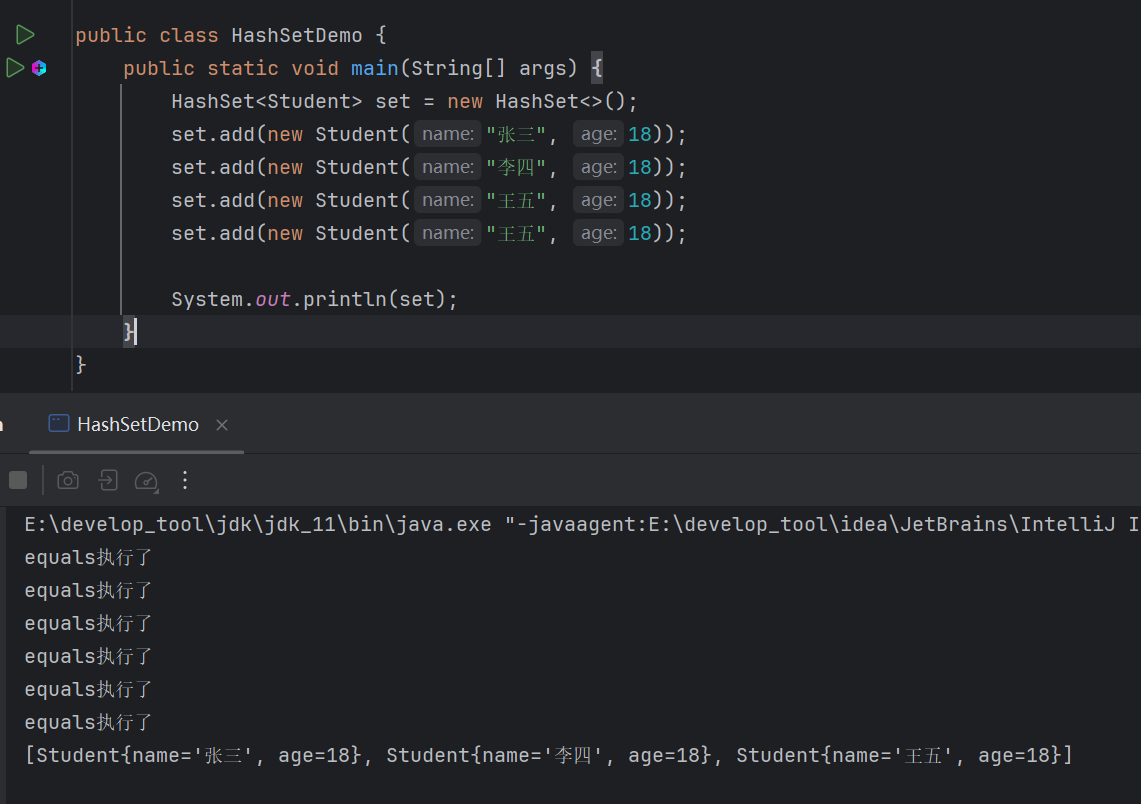 public class HashSetDemo {
public static void main(String[] args) {
HashSet<Student> set = new HashSet<>();
set.add(new Student( name: "张三", age: 18));
set.add(new Student( name: "李四", age: 18));
set.add(new Student( name: "王五", age: 18));
set.add(new Student( name: "王五", age: 18));
System.out.println(set);
}
}
HashSetDemo
E:\develop_tool\jdk\jdk_11\bin\java.exe "-javaagent:E:\develop_tool\idea\JetBrains\IntelliJ I
equals执行了
equals执行了
equals执行了
equals执行了
equals执行了
equals执行了
[Student{name='张三', age=18}, Student{name='李四', age=18}, Student{name='王五', age=18}]